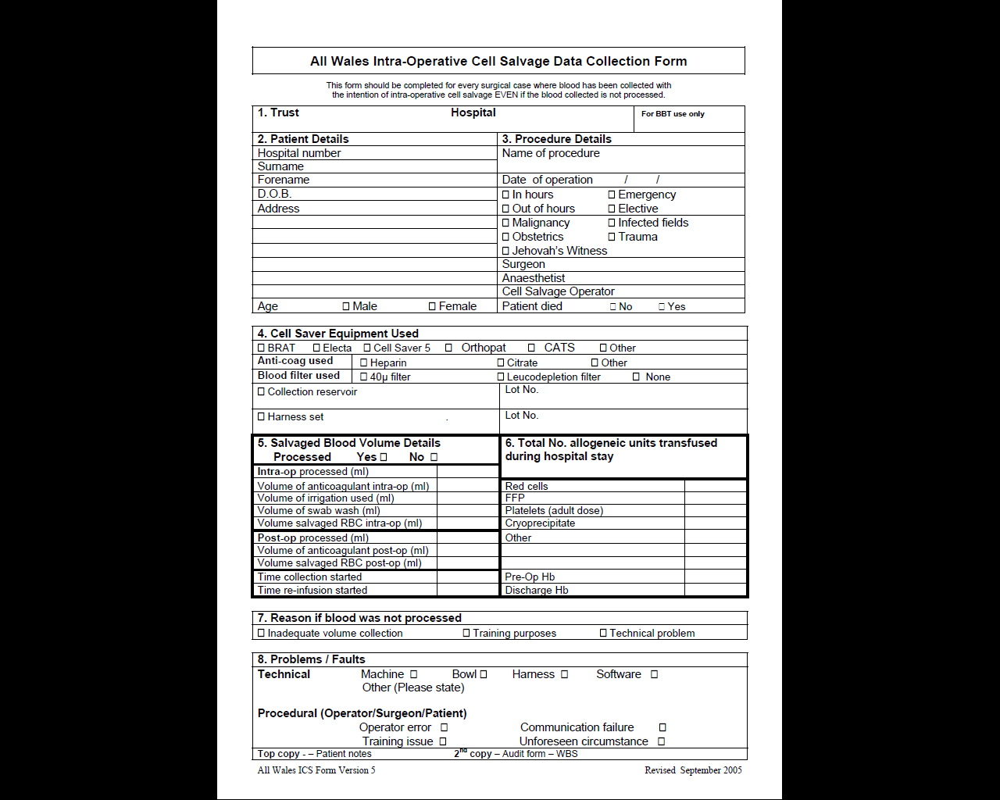 All Wales Intra-Operative Cell Salvage Data Collection Form
This form should be completed for every surgical case where blood has been collected with
the intention of intra-operative cell salvage EVEN if the blood collected is not processed.
1. Trust Hospital For BBT use only
2. Patient Details 3. Procedure Details
Hospital number Name of procedure
Surname
Forename Date of operation / /
D.O.B. □ In hours □ Emergency
Address □ Out of hours □ Elective
□ Malignancy □ Infected fields
□ Obstetrics □ Trauma
□ Jehovah's Witness
Surgeon
Anaesthetist
Cell Salvage Operator
Age □ Male □ Female Patient died □ No □ Yes
4. Cell Saver Equipment Used
□ BRAT □ Electa □ Cell Saver 5 □ Orthopat □ CATS □ Other
Anti-coag used □ Heparin □ Citrate □ Other
Blood filter used □ 40µ filter □ Leucodepletion filter □ None
□ Collection reservoir Lot No.
□ Harness set . Lot No.
5. Salvaged Blood Volume Details 6. Total No. allogeneic units transfused
Processed Yes □ No □ during hospital stay
Intra-op processed (ml)
Volume of anticoagulant intra-op (ml) Red cells
Volume of irrigation used (ml) FFP
Volume of swab wash (ml) Platelets (adult dose)
Volume salvaged RBC intra-op (ml) Cryoprecipitate
Post-op processed (ml) Other
Volume of anticoagulant post-op (ml)
Volume salvaged RBC post-op (ml)
Time collection started Pre-Op Hb
Time re-infusion started Discharge Hb
7. Reason if blood was not processed
□ Inadequate volume collection □ Training purposes □ Technical problem
8. Problems / Faults
Technical Machine □ Bowl □ Harness □ Software □
Other (Please state)
Procedural (Operator/Surgeon/Patient)
Operator error □ Communication failure □
Training issue □ Unforeseen circumstance □
Top copy - – Patient notes 2nd copy – Audit form – WBS
All Wales ICS Form Version 5 Revised September 2005